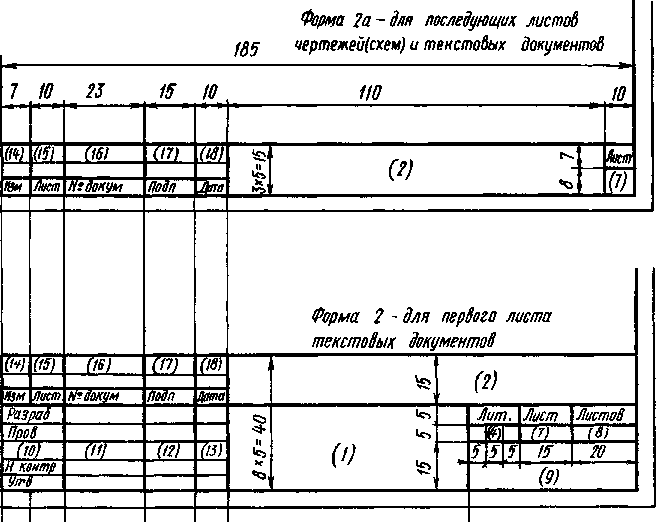 Форма 2а – для последующих листов
чертежей(схем) и текстовых документов
185
7 10 23 15 10 110 10
(14) (15) (16) (17) (18) 3×5=15 (2) 7 Лист
Изм Лист № докум Подп Дата 8 (7)
Форма 2 - для первого листа
текстовых документов
(14) (15) (16) (17) (18) 15 (2)
Изм Лист № докум Подп Дата
Разраб 8×5=40 5 Лит. Лист Листов
Пров 5 (4) (7) (8)
(10) (11) (12) (13) (1) 5 5 5 15 20
Н контр 15 (9)
Утв